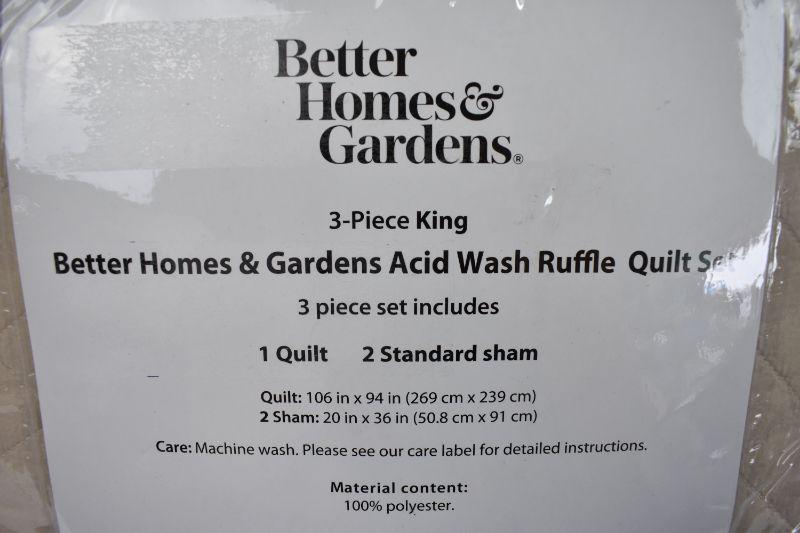 Better
Homes&
Gardens®
3-Piece King
Better Homes & Gardens Acid Wash Ruffle Quilt Set
3 piece set includes
1 Quilt 2 Standard sham
Quilt: 106 in x 94 in (269 cm x 239 cm)
2 Sham: 20 in x 36 in (50.8 cm x 91 cm)
Care: Machine wash. Please see our care label for detailed instructions.
Material content:
100% polyester.